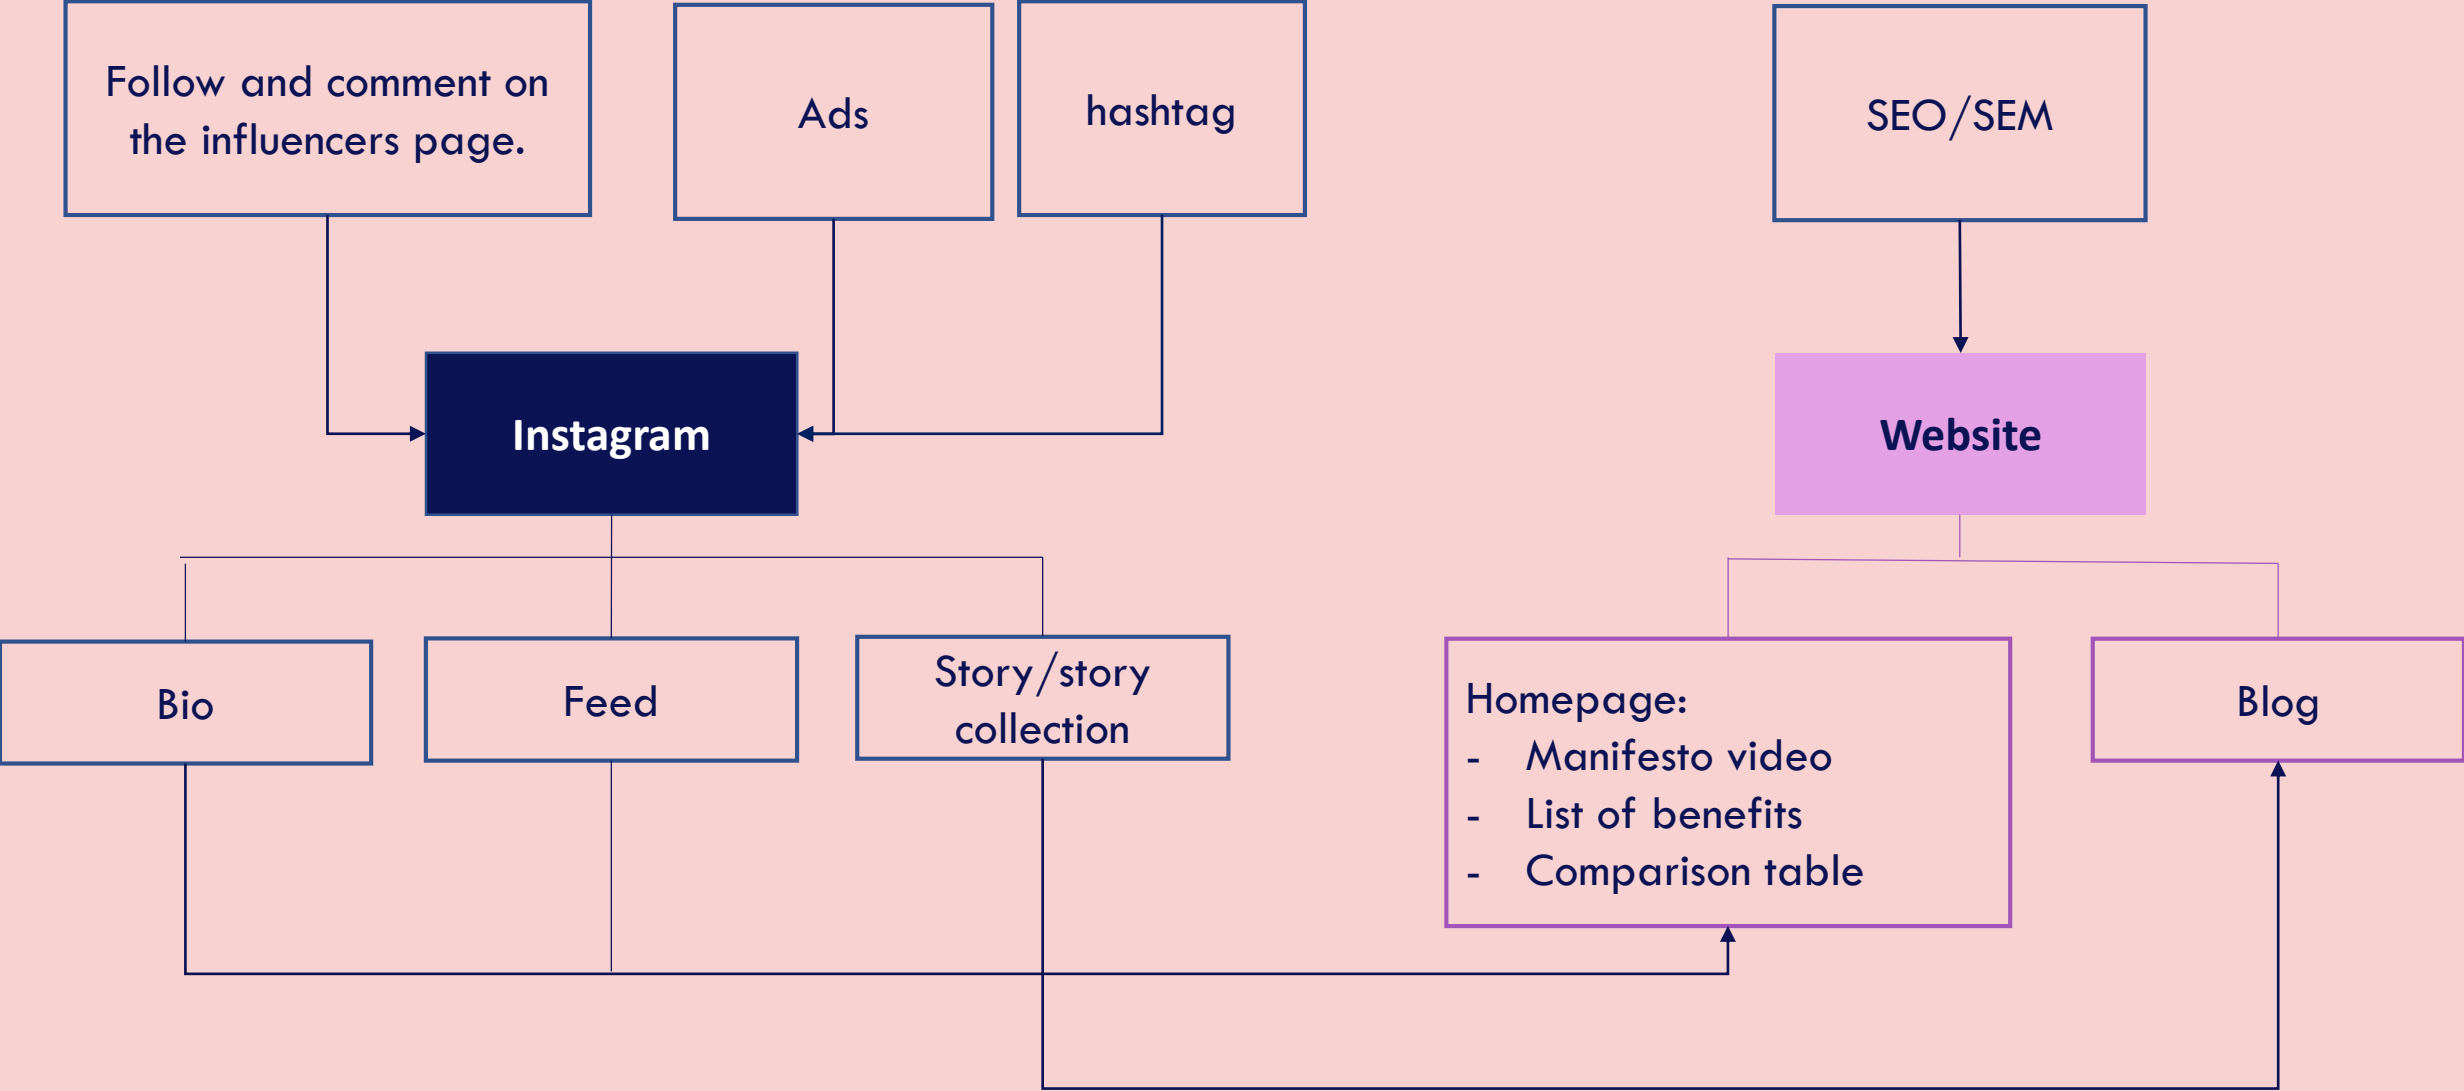 Follow and comment on
the influencers page.
Ads
hashtag
SEO/SEM
Instagram
Website
Bio
Feed
Story/story
collection
Homepage:
- Manifesto video
- List of benefits
- Comparison table
Blog